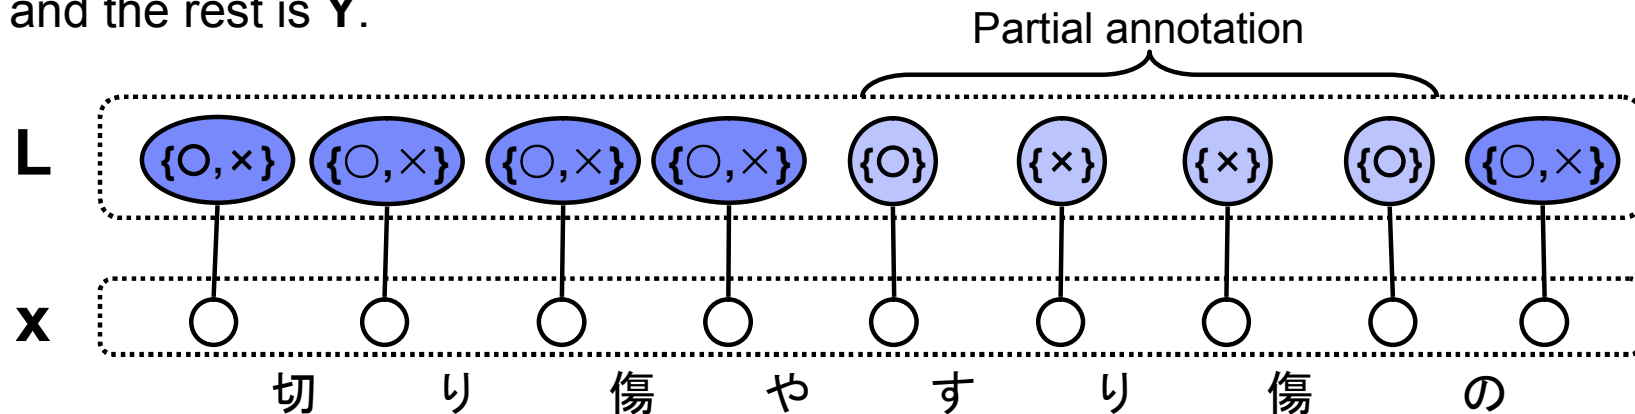 and the rest is Y.
Partial annotation
L {○,×} {○,×} {○,×} {○,×} {○} {×} {×} {○} {○,×}
x
切 り 傷 や す り 傷 の